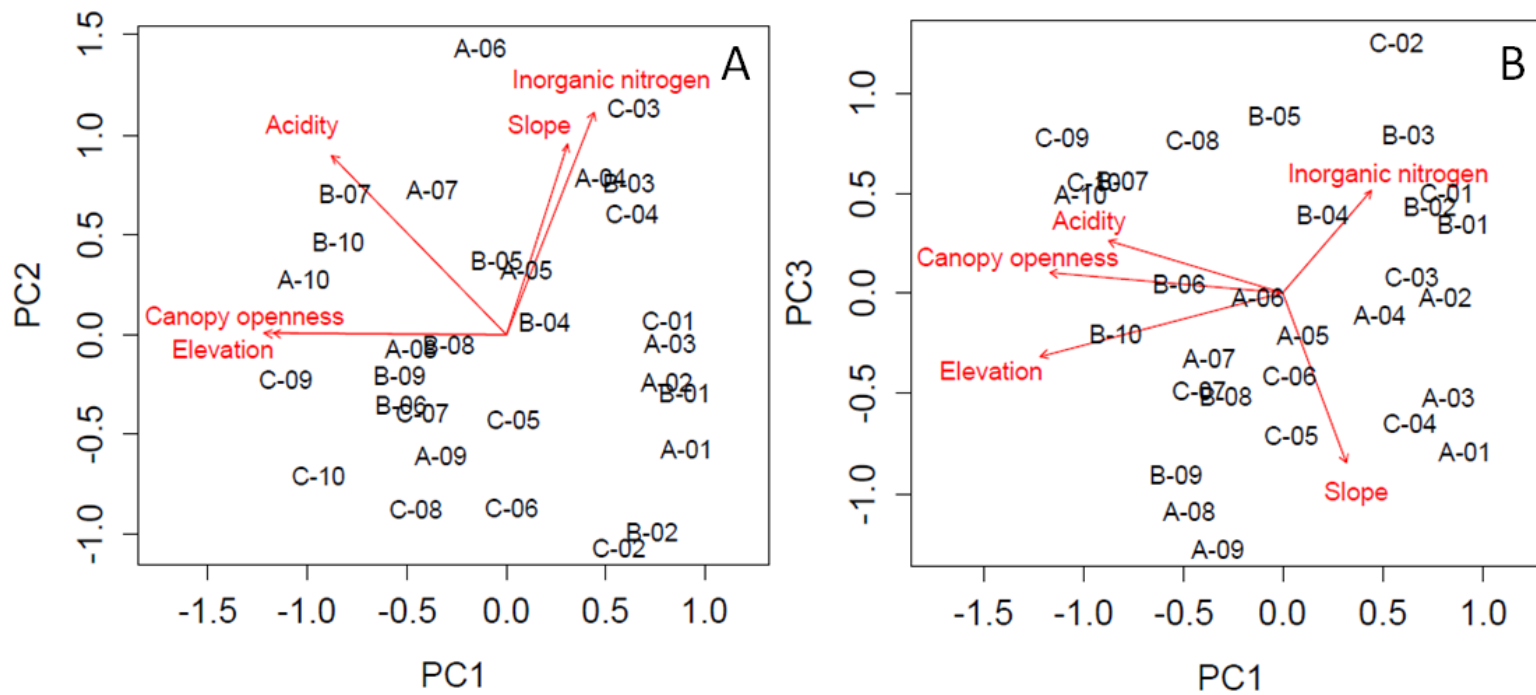 A
1.5
1.0
0.5
0.0
-0.5
-1.0
PC2
A-06
Inorganic nitrogen
C-03
Acidity
Slope
A-04
B-03
B-07
A-07
C-04
B-10
B-05
A-05
A-10
Canopy openness
B-04
C-01
Elevation
A-08
B-08
A-03
C-09
B-09
A-02
B-01
B-06
C-07
C-05
A-09
A-01
C-10
C-08
C-06
B-02
C-02
-1.5 -1.0 -0.5 0.0 0.5 1.0
PC1
B
1.0
0.5
0.0
-0.5
-1.0
PC3
C-02
B-05
C-09
C-08
B-03
Inorganic nitrogen
C-10
B-07
A-10
C-01
B-02
B-04
B-01
Acidity
Canopy openness
B-06
C-03
A-06
A-02
A-04
B-10
A-05
Elevation
A-07
C-06
C-07
B-08
A-03
C-04
C-05
A-01
B-09
Slope
A-08
A-09
-1.5 -1.0 -0.5 0.0 0.5 1.0
PC1